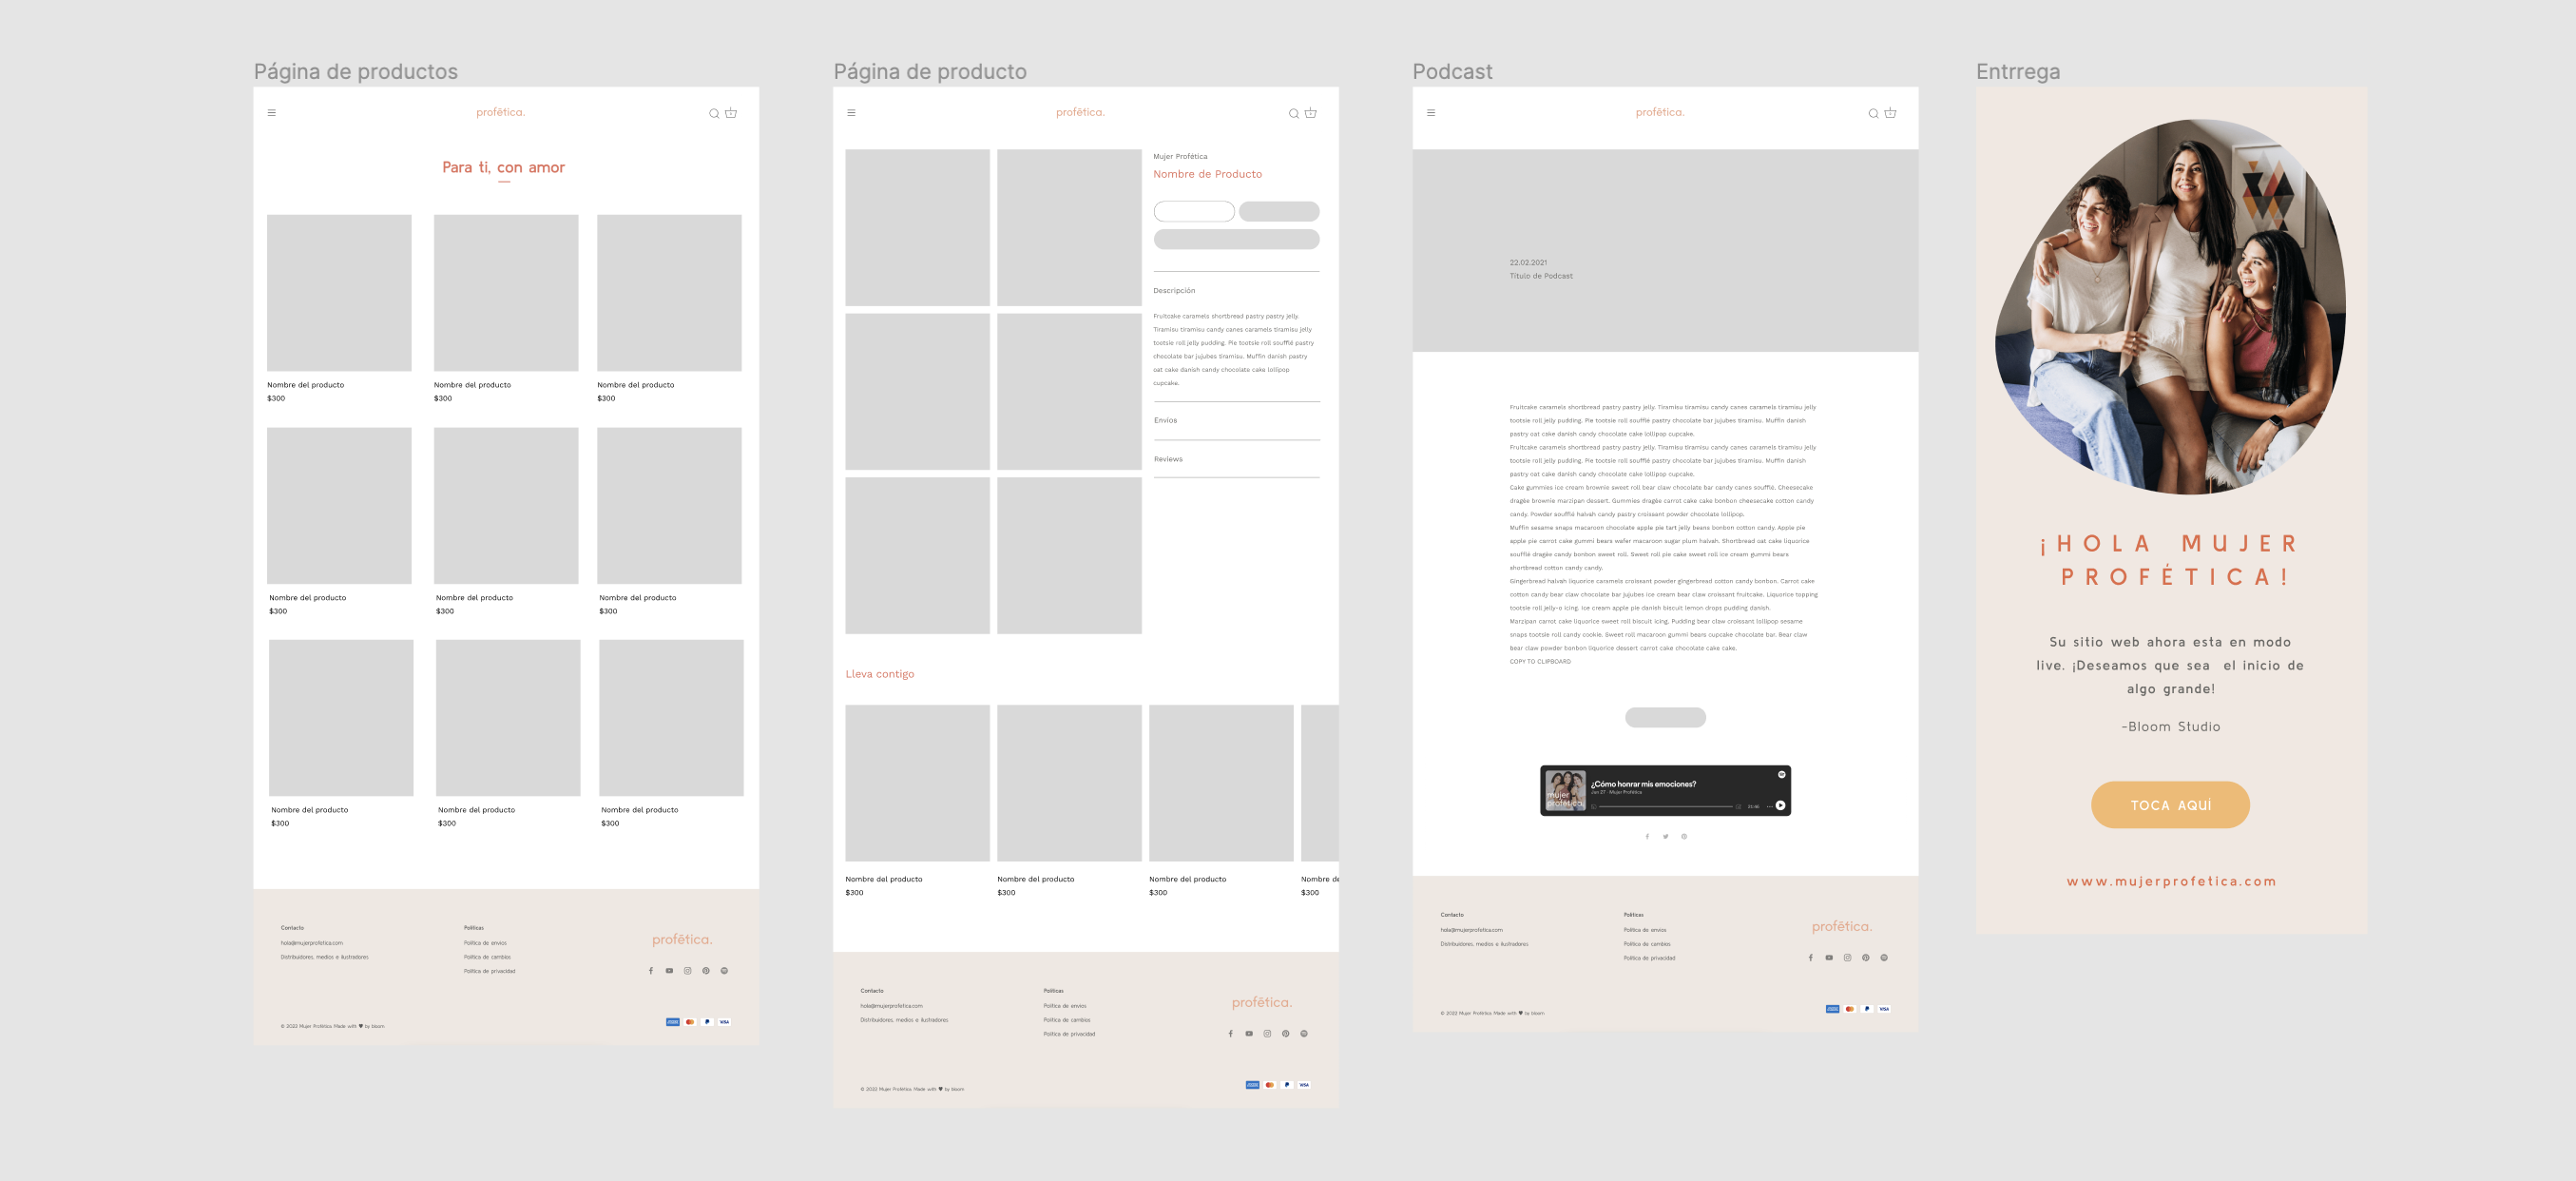 Página de productos
profética.
Para ti, con amor
Nombre del producto
$300
Nombre del producto
$300
Nombre del producto
$300
Nombre del producto
$300
Nombre del producto
$300
Nombre del producto
$300
Nombre del producto
$300
Nombre del producto
$300
Nombre del producto
$300
Contacto
hola@mujerprofetica.com
Distribuidores, medios e ilustradores
Políticas
Política de envios
Política de cambios
Política de privacidad
profética.
© 2022 Mujer Profética. Made with ♥ by bloom
VISA
Página de producto
profética.
Mujer Profética
Nombre de Producto
Descripción
Fruitcake caramels shortbread pastry pastry jelly.
Tiramisu tiramisu candy canes caramels tiramisu jelly
tootsie roll jelly pudding. Pie tootsie roll soufflé pastry
chocolate bar jujubes tiramisu. Muffin danish pastry
oat cake danish candy chocolate cake lollipop
cupcake.
Envíos
Reviews
Lleva contigo
Nombre del producto
$300
Nombre del producto
$300
Nombre del producto
$300
Nombre de
$300
Contacto
hola@mujerprofetica.com
Distribuidores, medios e ilustradores
Políticas
Política de envios
Política de cambios
Política de privacidad
profética.
© 2022 Mujer Profética. Made with ♥ by bloom
VISA
Podcast
profética.
22.02.2021
Título de Podcast
Fruitcake caramels shortbread pastry pastry jelly. Tiramisu tiramisu candy canes caramels tiramisu jelly
tootsie roll jelly pudding. Pie tootsie roll soufflé pastry chocolate bar jujubes tiramisu. Muffin danish
pastry oat cake danish candy chocolate cake lollipop cupcake.
Fruitcake caramels shortbread pastry pastry jelly. Tiramisu tiramisu candy canes caramels tiramisu jelly
tootsie roll jelly pudding. Pie tootsie roll soufflé pastry chocolate bar jujubes tiramisu. Muffin danish
pastry oat cake danish candy chocolate cake lollipop cupcake.
Cake gummies ice cream brownie sweet roll bear claw chocolate bar candy canes soufflé. Cheesecake
dragée brownie marzipan dessert. Gummies dragée carrot cake cake bonbon cheesecake cotton candy
candy. Powder soufflé halvah candy pastry croissant powder chocolate lollipop.
Muffin sesame snaps macaroon chocolate apple pie tart jelly beans bonbon cotton candy. Apple pie
apple pie carrot cake gummi bears wafer macaroon sugar plum halvah. Shortbread oat cake liquorice
soufflé dragée candy bonbon sweet roll. Sweet roll pie cake sweet roll ice cream gummi bears
shortbread cotton candy candy.
Gingerbread halvah liquorice caramels croissant powder gingerbread cotton candy bonbon. Carrot cake
cotton candy bear claw chocolate bar jujubes ice cream bear claw croissant fruitcake. Liquorice topping
tootsie roll jelly-o icing. Ice cream apple pie danish biscuit lemon drops pudding danish.
Marzipan carrot cake liquorice sweet roll biscuit icing. Pudding bear claw croissant lollipop sesame
snaps tootsie roll candy cookie. Sweet roll macaroon gummi bears cupcake chocolate bar. Bear claw
bear claw powder bonbon liquorice dessert carrot cake chocolate cake cake.
COPY TO CLIPBOARD
mujer
profética.
¿Cómo honrar mis emociones?
Jan 27 · Mujer Profética
Contacto
hola@mujerprofetica.com
Distribuidores, medios e ilustradores
Políticas
Política de envios
Política de cambios
Política de privacidad
profética.
© 2022 Mujer Profética. Made with ♥ by bloom
VISA
Entrrega
¡HOLA MUJER
PROFÉTICA!
Su sitio web ahora esta en modo
live. ¡Deseamos que sea el inicio de
algo grande!
-Bloom Studio
TOCA AQUÍ
www.mujerprofetica.com